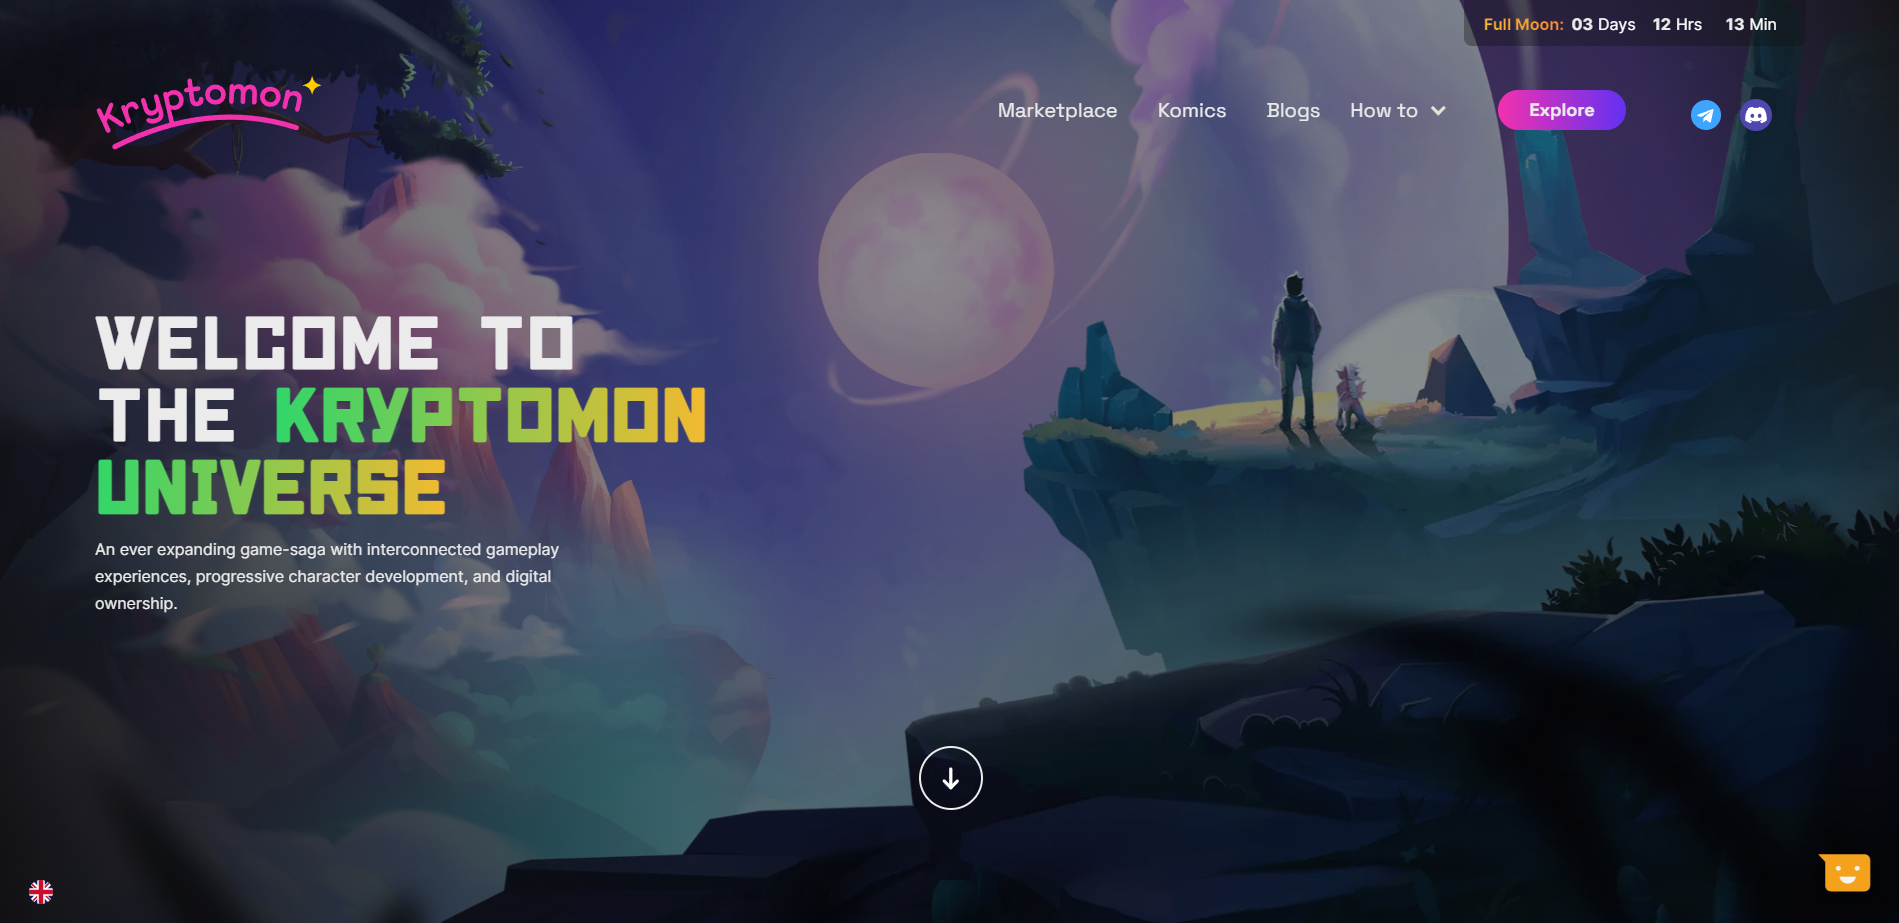 Full Moon: 03 Days 12 Hrs 13 Min
Kryptomon
Marketplace Komics Blogs How to Explore
WELCOME TO
THE KRYPTOMON
UNIVERSE
An ever expanding game-saga with interconnected gameplay
experiences, progressive character development, and digital
ownership.